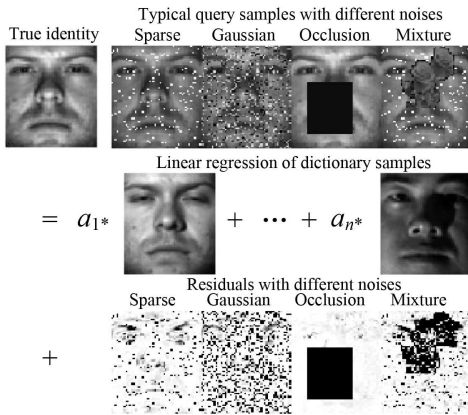 Typical query samples with different noises
True identity Sparse Gaussian Occlusion Mixture
Linear regression of dictionary samples
= a1* + ... + an*
Residuals with different noises
Sparse Gaussian Occlusion Mixture
+